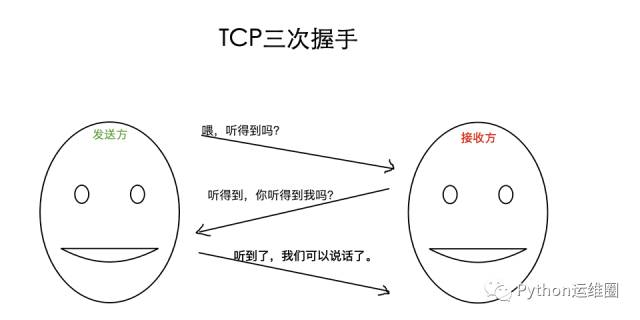 TCP三次握手
发送方
接收方
喂，听得到吗？
听得到，你听得到我吗？
听到了，我们可以说话了。
Python运维圈